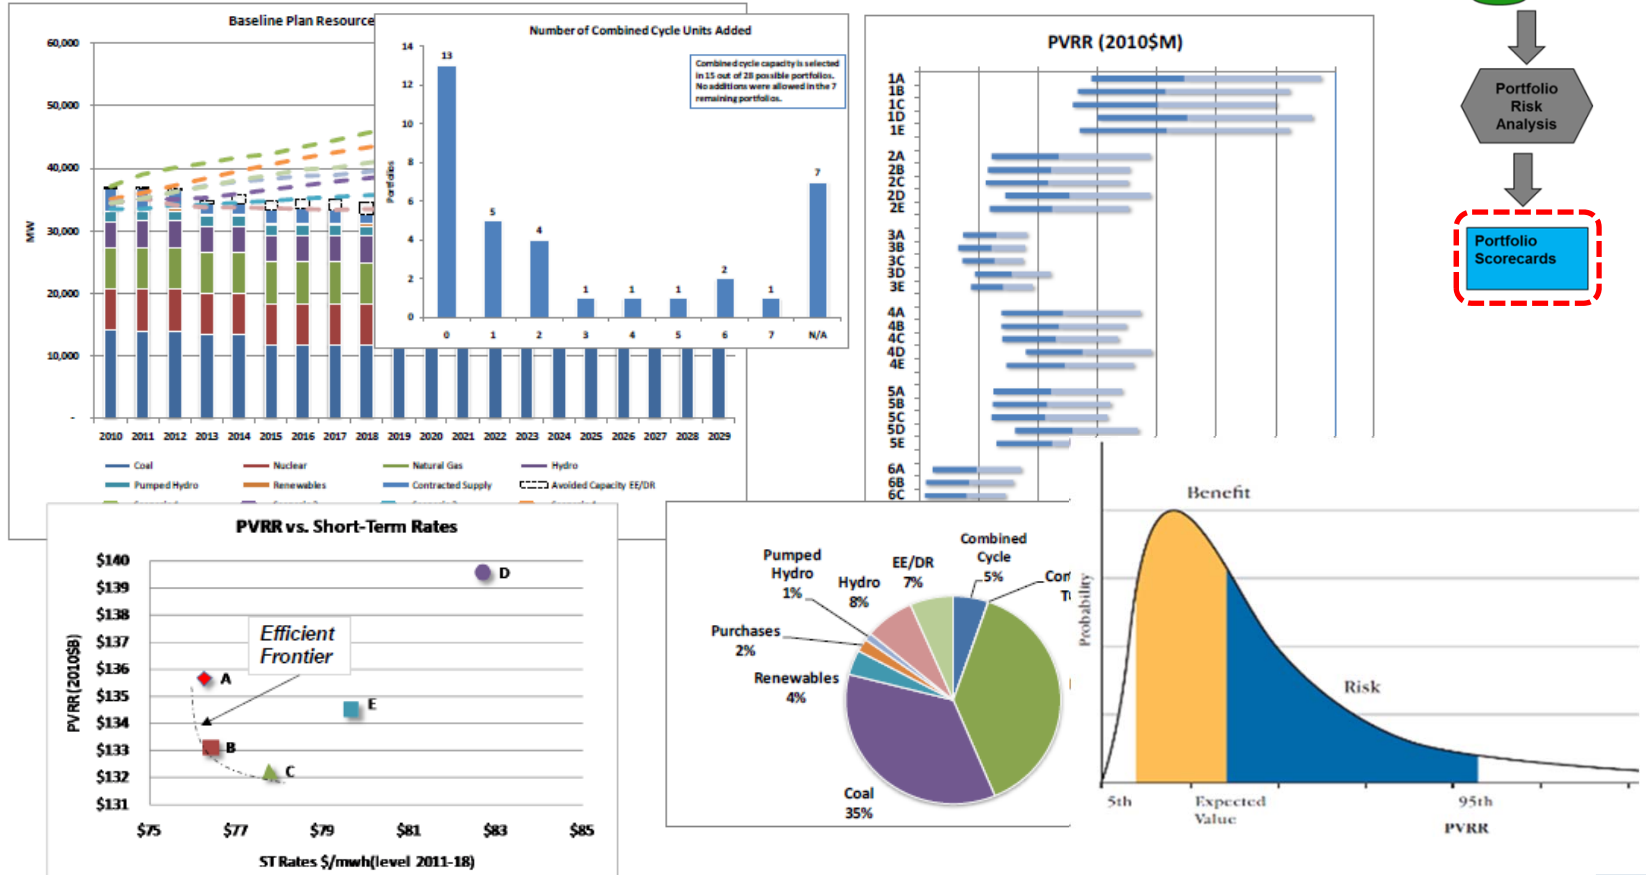 Baseline Plan Resource
60,000
50,000
40,000
30,000
20,000
10,000
-
MW
2010 2011 2012 2013 2014 2015 2016 2017 2018 2019 2020 2021 2022 2023 2024 2025 2026 2027 2028 2029
Coal Nuclear Natural Gas Hydro
Pumped Hydro Renewables Contracted Supply Avoided Capacity EE/DR
Number of Combined Cycle Units Added
Combined cycle capacity is selected
in 15 out of 28 possible portfolios.
No additions were allowed in the 7
remaining portfolios.
14
12
10
8
6
4
2
0
Portfolios
13
5
4
1
1
1
2
1
7
0 1 2 3 4 5 6 7 N/A
PVRR (2010$M)
1A
1B
1C
1D
1E
2A
2B
2C
2D
2E
3A
3B
3C
3D
3E
4A
4B
4C
4D
4E
5A
5B
5C
5D
5E
6A
6B
6C
Portfolio
Risk
Analysis
Portfolio
Scorecards
PVRR vs. Short-Term Rates
$140
$139
$138
$137
$136
$135
$134
$133
$132
$131
PVRR(2010$B)
D
Efficient
Frontier
A
E
B
C
$75 $77 $79 $81 $83 $85
ST Rates $/mwh(level 2011-18)
Combined
Cycle
5%
EE/DR
7%
Pumped
Hydro
1%
Hydro
8%
Purchases
2%
Renewables
4%
Coal
35%
Benefit
Risk
Probability
5th
Expected
Value
95th
PVRR